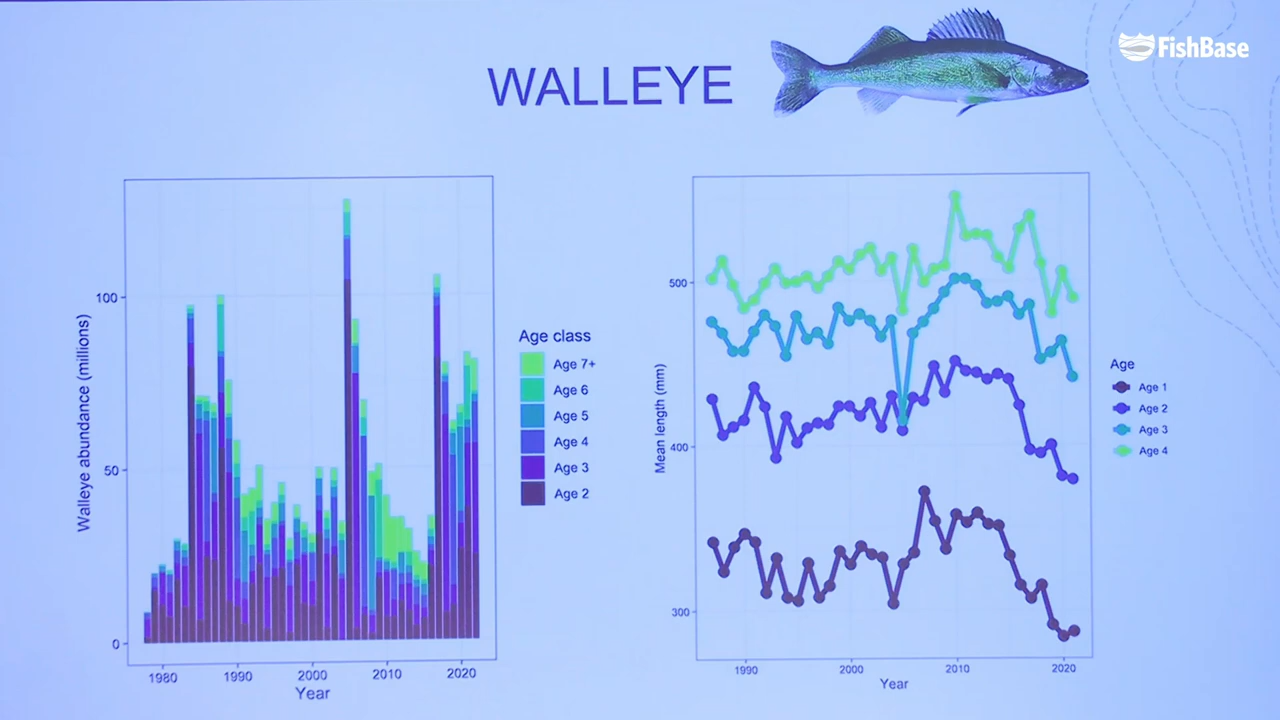 FishBase
WALLEYE
Walleye abundance (millions)
100
50
0
1980
1990
2000
2010
2020
Year
Age class
Age 7+
Age 6
Age 5
Age 4
Age 3
Age 2
Mean length (mm)
500
400
300
1990
2000
2010
2020
Year
Age
Age 1
Age 2
Age 3
Age 4